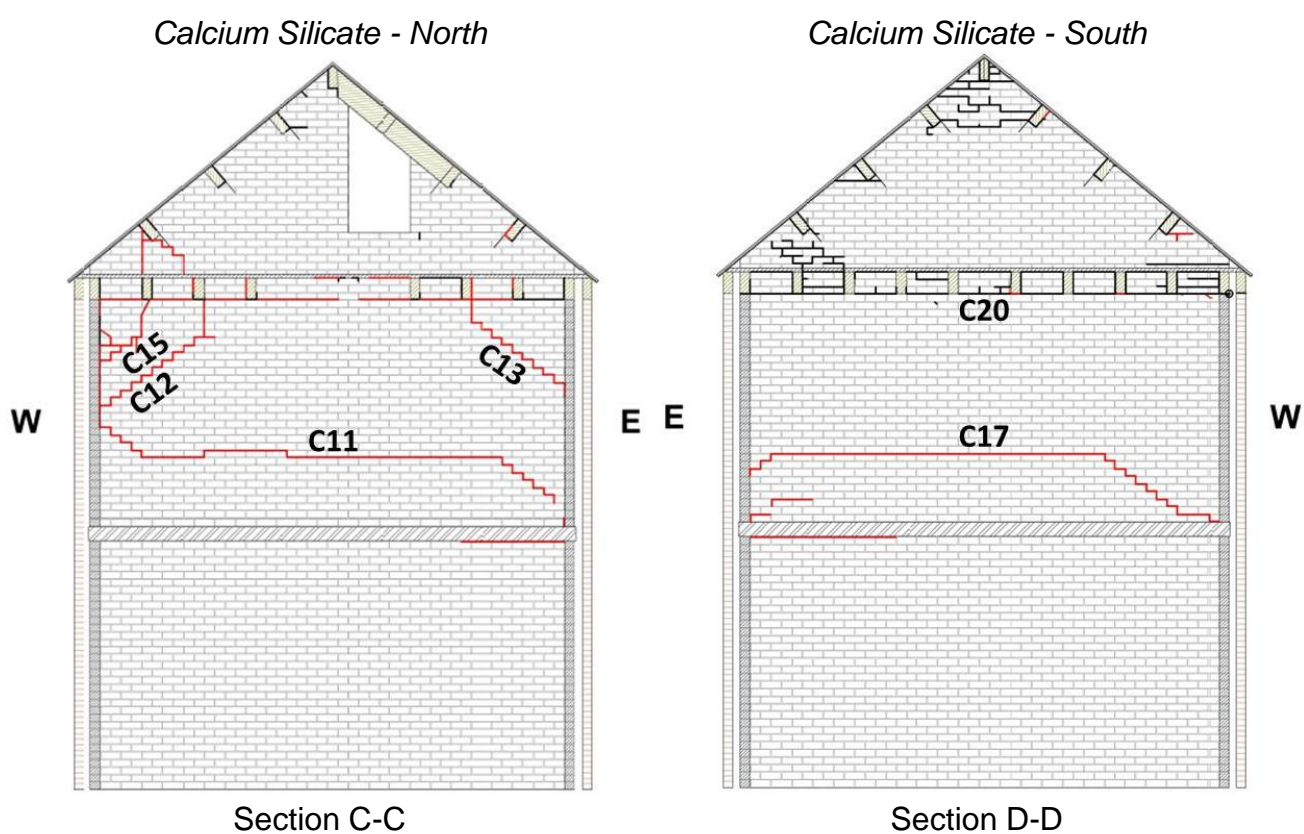 Calcium Silicate - North
Calcium Silicate - South
C20
C15
C12
C13
W
E
E
W
C11
C17
Section C-C
Section D-D